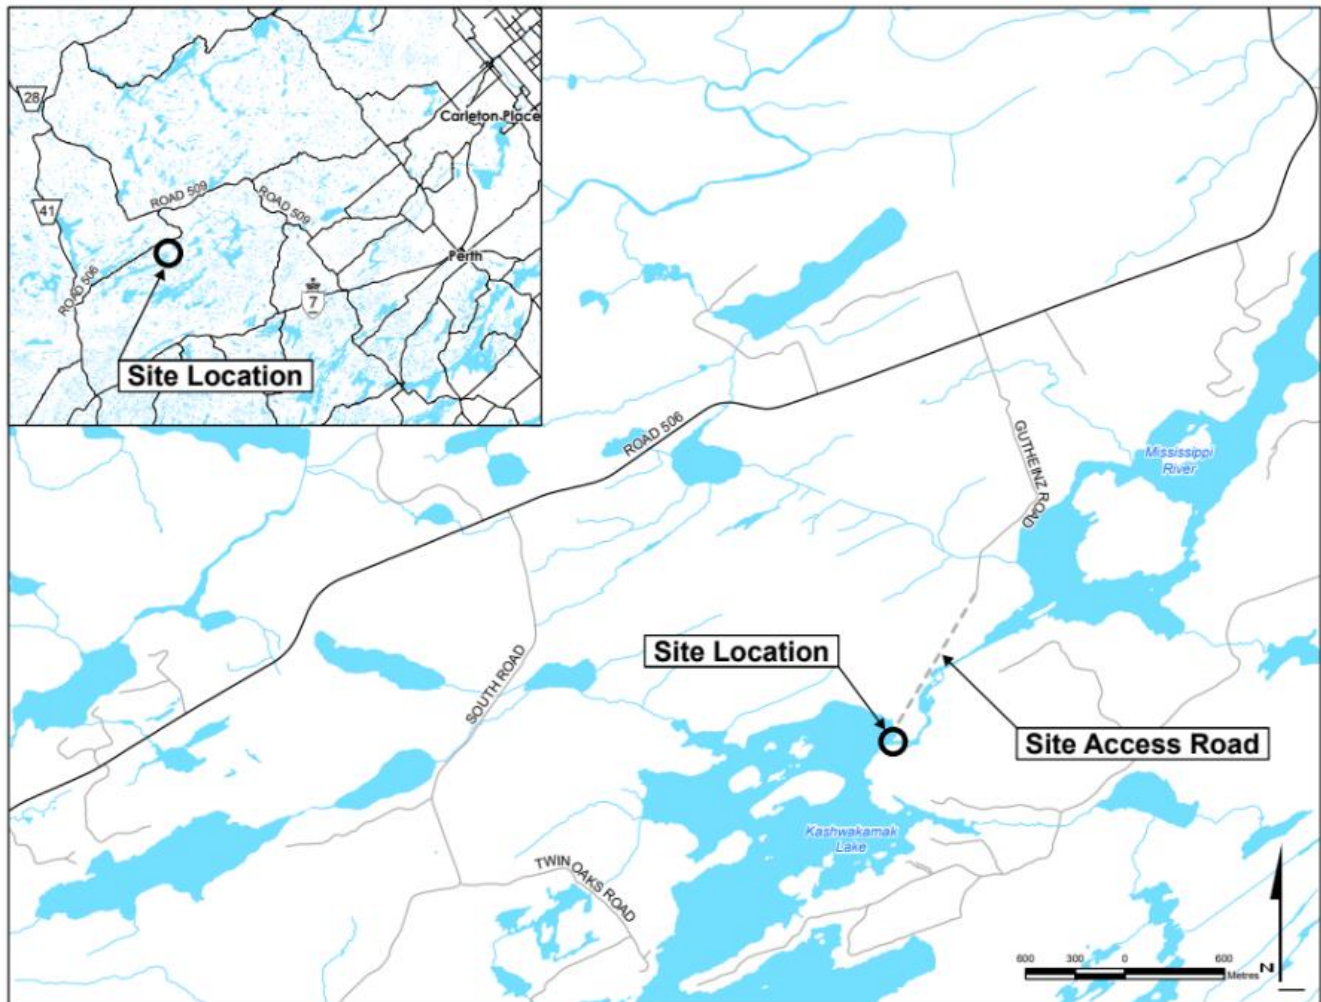 28
Carleton Place
ROAD 509
ROAD 509
41
Perth
ROAD 506
7
Site Location
ROAD 506
GUTHEINZ ROAD
Mississippi
River
Site Location
SOUTH ROAD
Site Access Road
Kashwakamak
Lake
TWIN OAKS ROAD
600 300 0 600
Metres
N